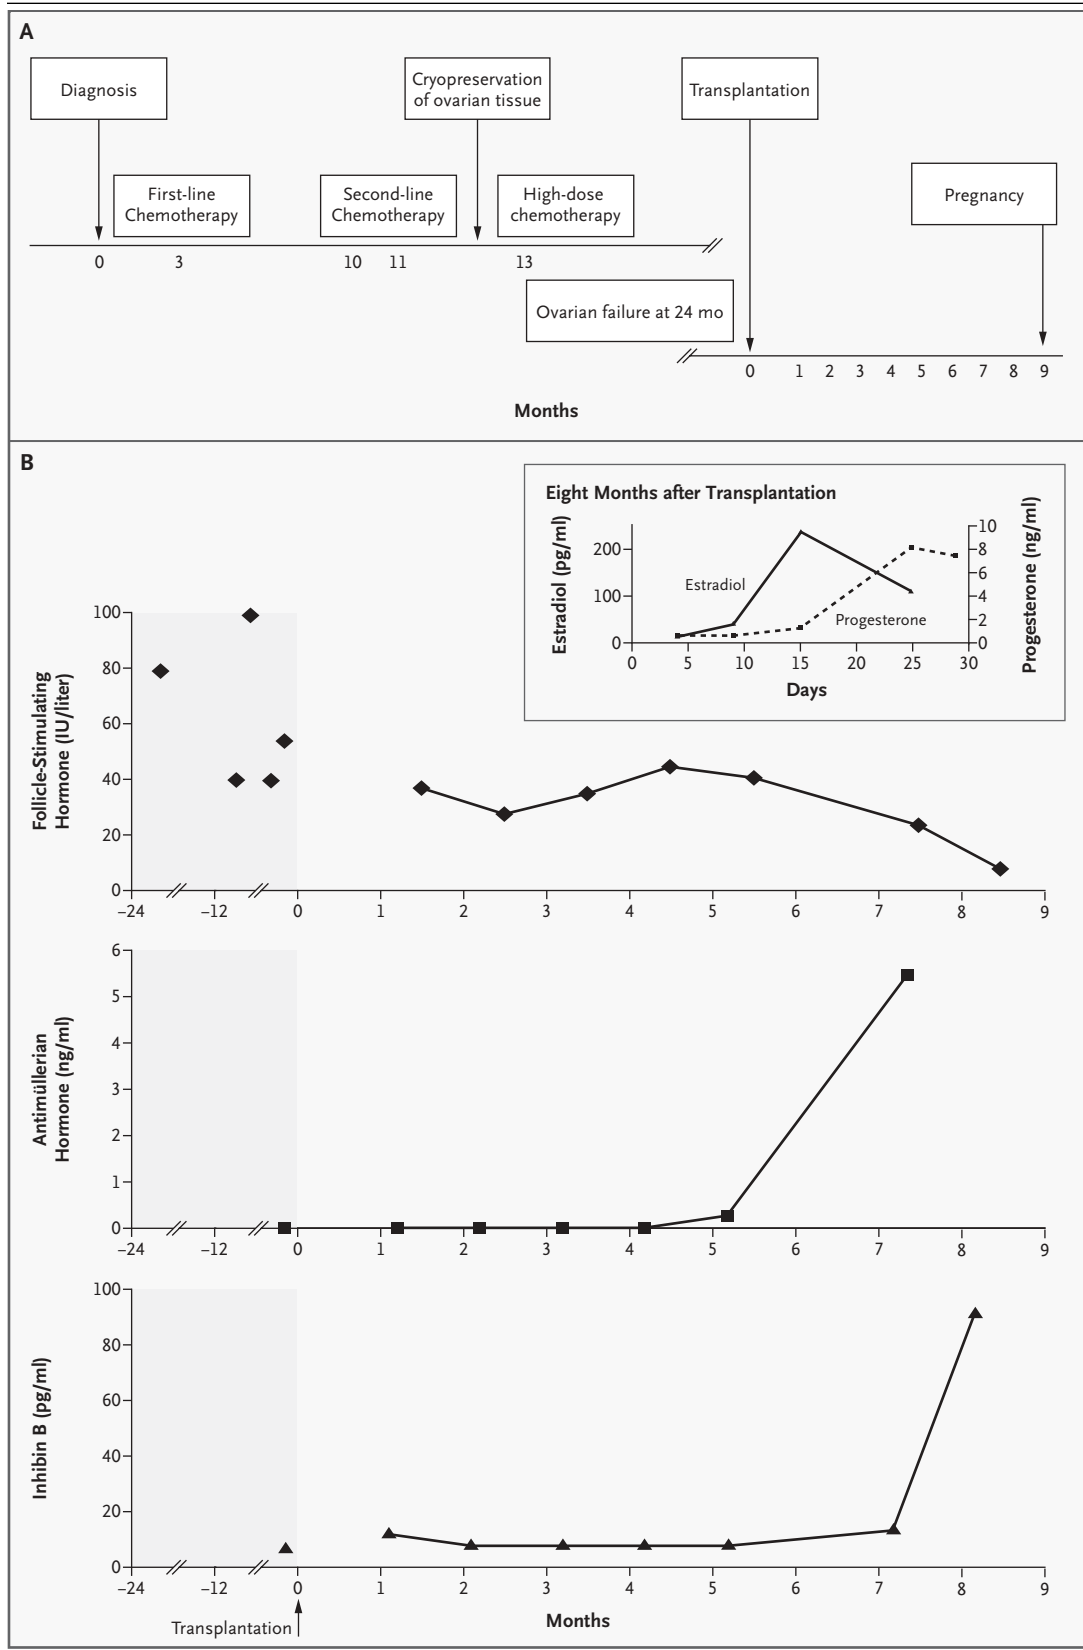 A
Diagnosis
Cryopreservation
of ovarian tissue
Transplantation
First-line
Chemotherapy
Second-line
Chemotherapy
High-dose
chemotherapy
Pregnancy
0 3 10 11 13
Ovarian failure at 24 mo
0 1 2 3 4 5 6 7 8 9
Months
B
Eight Months after Transplantation
Estradiol (pg/ml)
200
100
0
Estradiol
Progesterone
Progesterone (ng/ml)
10
8
6
4
2
0
0 5 10 15 20 25 30
Days
Follicle-Stimulating
Hormone (IU/liter)
100
80
60
40
20
0
–24 –12 0 1 2 3 4 5 6 7 8 9
Antimüllerian
Hormone (ng/ml)
6
5
4
3
2
1
0
–24 –12 0 1 2 3 4 5 6 7 8 9
Inhibin B (pg/ml)
100
80
60
40
20
0
–24 –12 0 1 2 3 4 5 6 7 8 9
Transplantation
Months